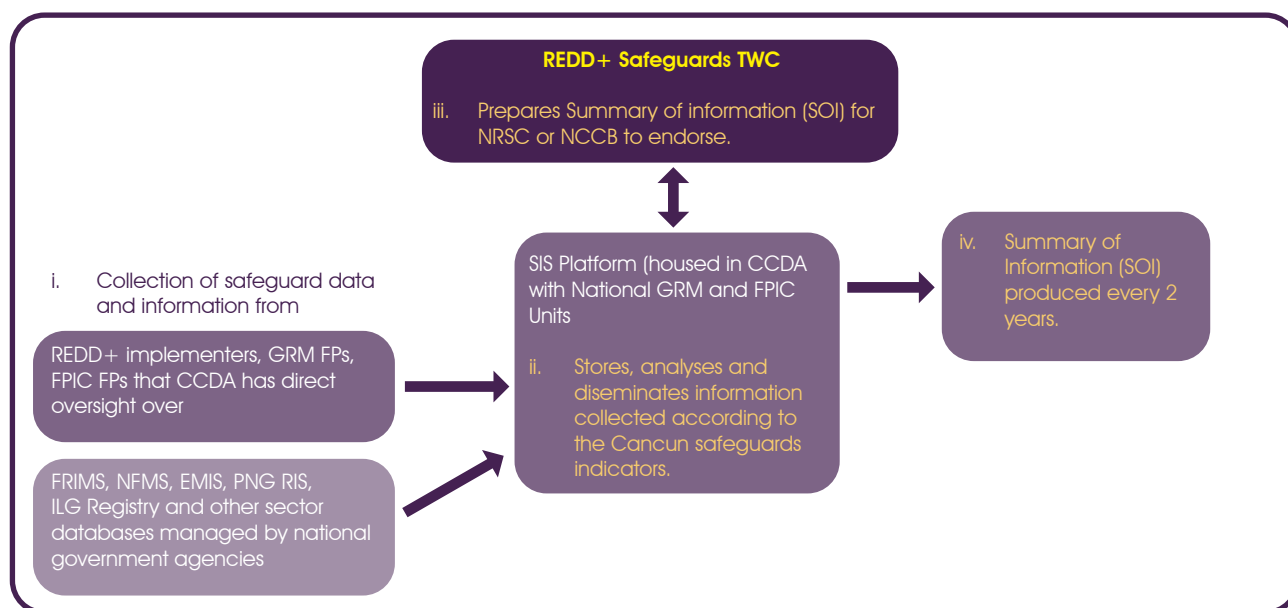 REDD+ Safeguards TWC
iii. Prepares Summary of information (SOI) for
NRSC or NCCB to endorse.
i. Collection of safeguard data
and information from
REDD+ implementers, GRM FPs,
FPIC FPs that CCDA has direct
oversight over
FRIMS, NFMS, EMIS, PNG RIS,
ILG Registry and other sector
databases managed by national
government agencies
SIS Platform (housed in CCDA
with National GRM and FPIC
Units
ii. Stores, analyses and
diseminates information
collected according to
the Cancun safeguards
indicators.
iv. Summary of
Information (SOI)
produced every 2
years.